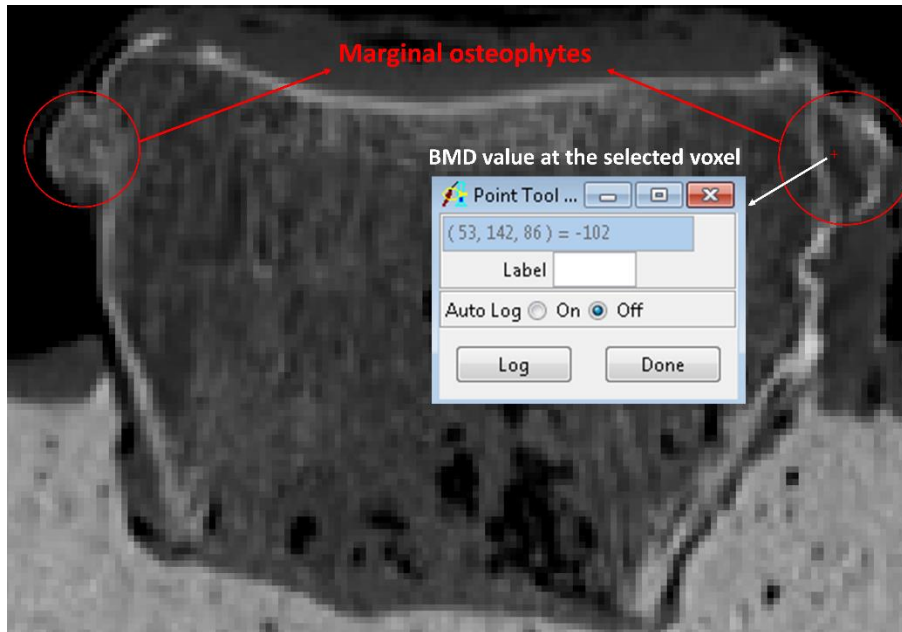 Marginal osteophytes
BMD value at the selected voxel
Point Tool ...
( 53, 142, 86 ) = -102
Label
Auto Log On Off
Log Done